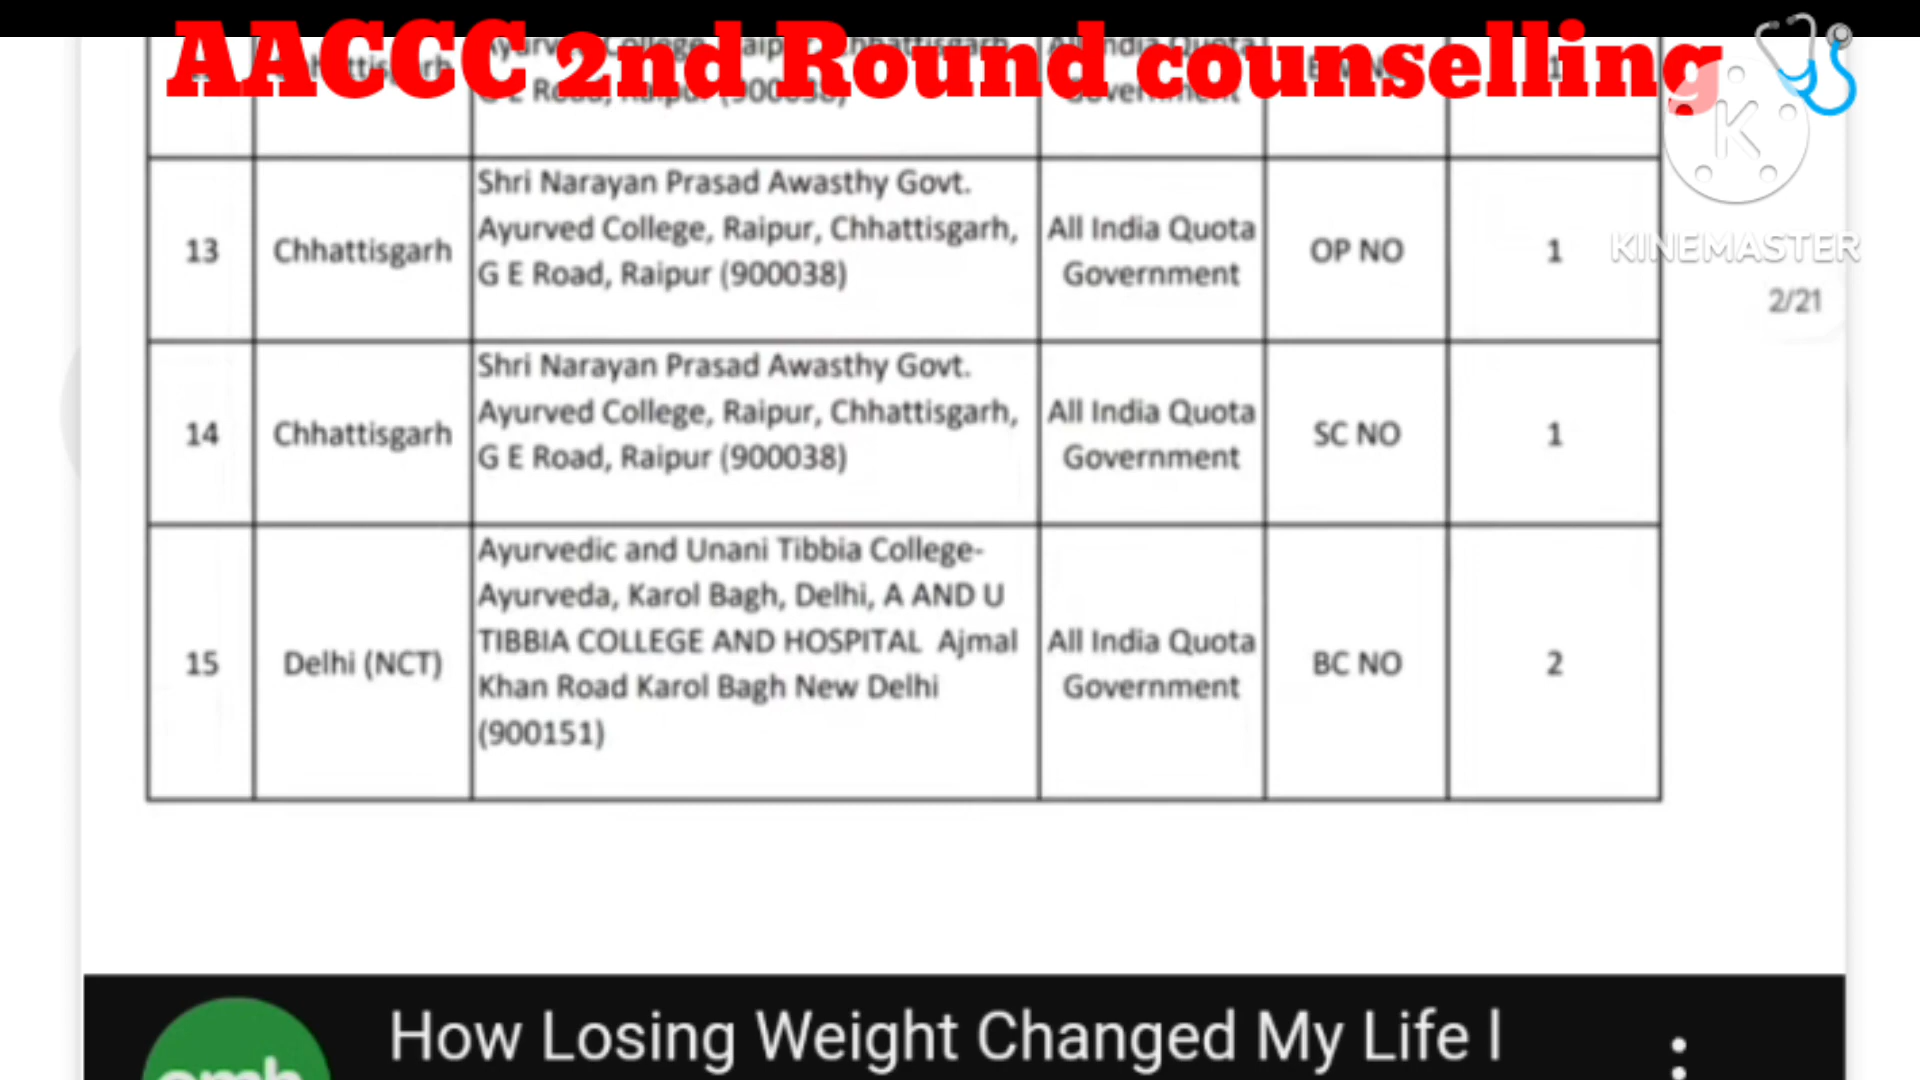 AACCC 2nd Round counselling
G E Road, Raipur (900038)
13
Chhattisgarh
Shri Narayan Prasad Awasthy Govt.
Ayurved College, Raipur, Chhattisgarh,
G E Road, Raipur (900038)
All India Quota
Government
OP NO
1
KINEMASTER
2/21
14
Chhattisgarh
Shri Narayan Prasad Awasthy Govt.
Ayurved College, Raipur, Chhattisgarh,
G E Road, Raipur (900038)
All India Quota
Government
SC NO
1
15
Delhi (NCT)
Ayurvedic and Unani Tibbia College-
Ayurveda, Karol Bagh, Delhi, A AND U
TIBBIA COLLEGE AND HOSPITAL Ajmal
Khan Road Karol Bagh New Delhi
(900151)
All India Quota
Government
BC NO
2
How Losing Weight Changed My Life l